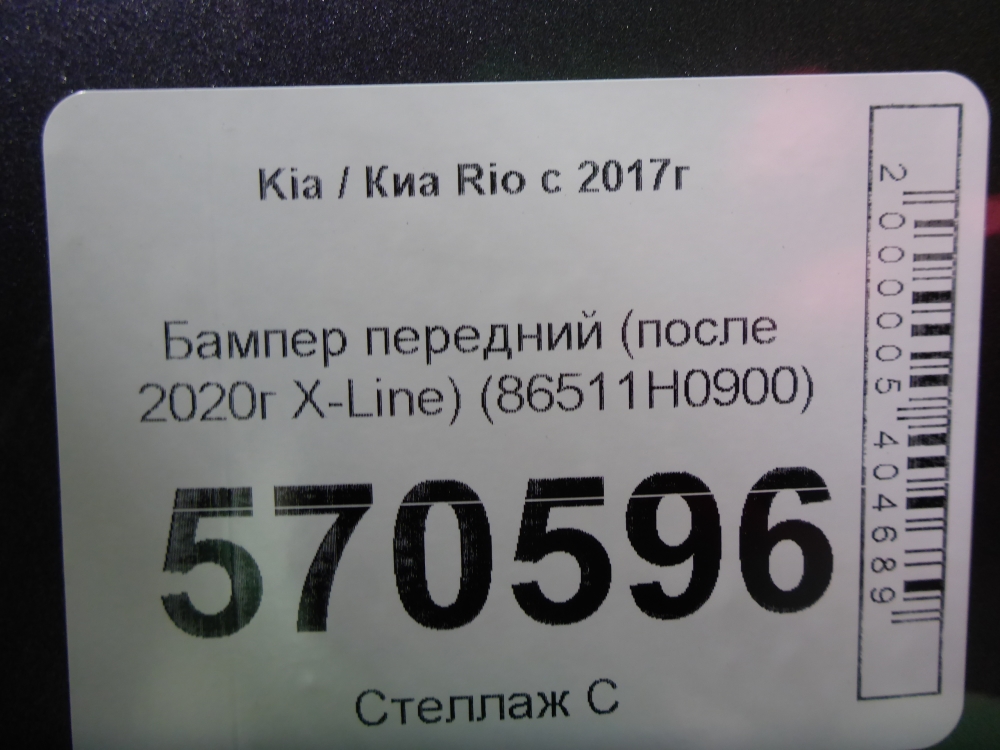 Kia / Киа Rio с 2017г
Бампер передний (после
2020г X-Line) (86511H0900)
570596
Стеллаж С
2000005404689